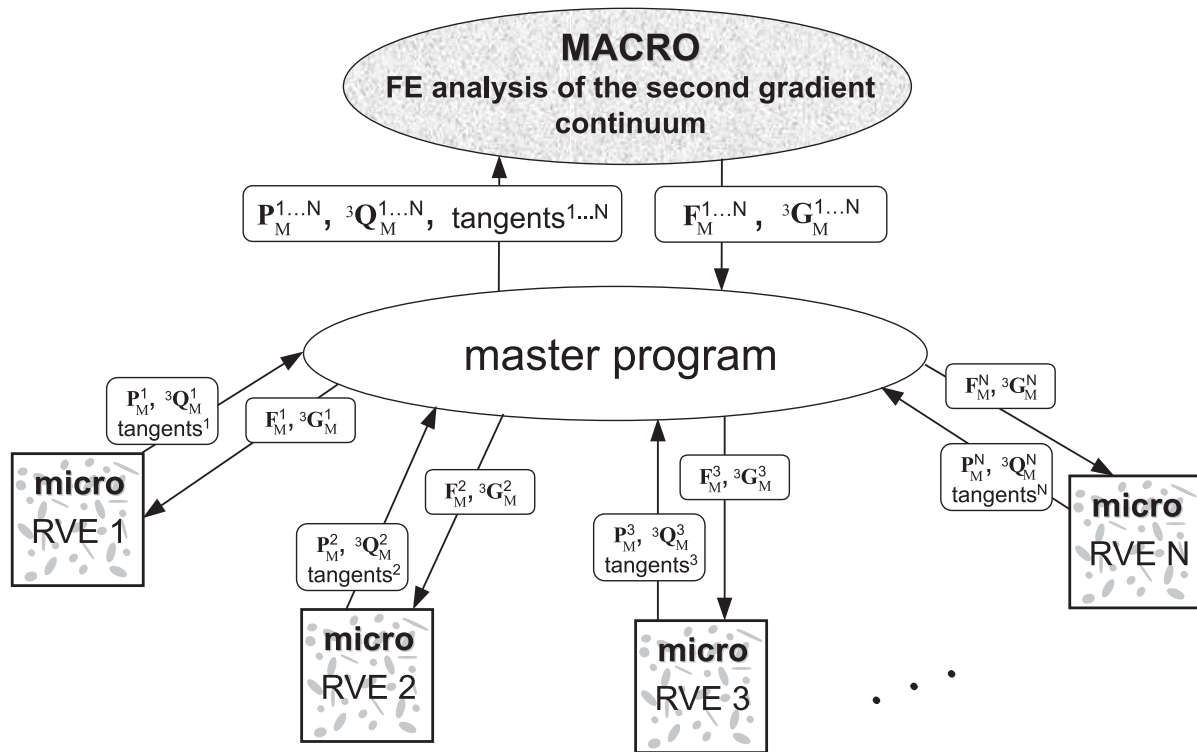 MACRO
FE analysis of the second gradient
continuum
P_M^{1...N}, ^3Q_M^{1...N}, tangents^{1...N}
F_M^{1...N}, ^3G_M^{1...N}
master program
P_M^1, ^3Q_M^1
tangents^1
F_M^1, ^3G_M^1
F_M^N, ^3G_M^N
P_M^N, ^3Q_M^N
tangents^N
micro
RVE 1
F_M^2, ^3G_M^2
P_M^2, ^3Q_M^2
tangents^2
F_M^3, ^3G_M^3
P_M^3, ^3Q_M^3
tangents^3
micro
RVE N
micro
RVE 2
micro
RVE 3
. . .